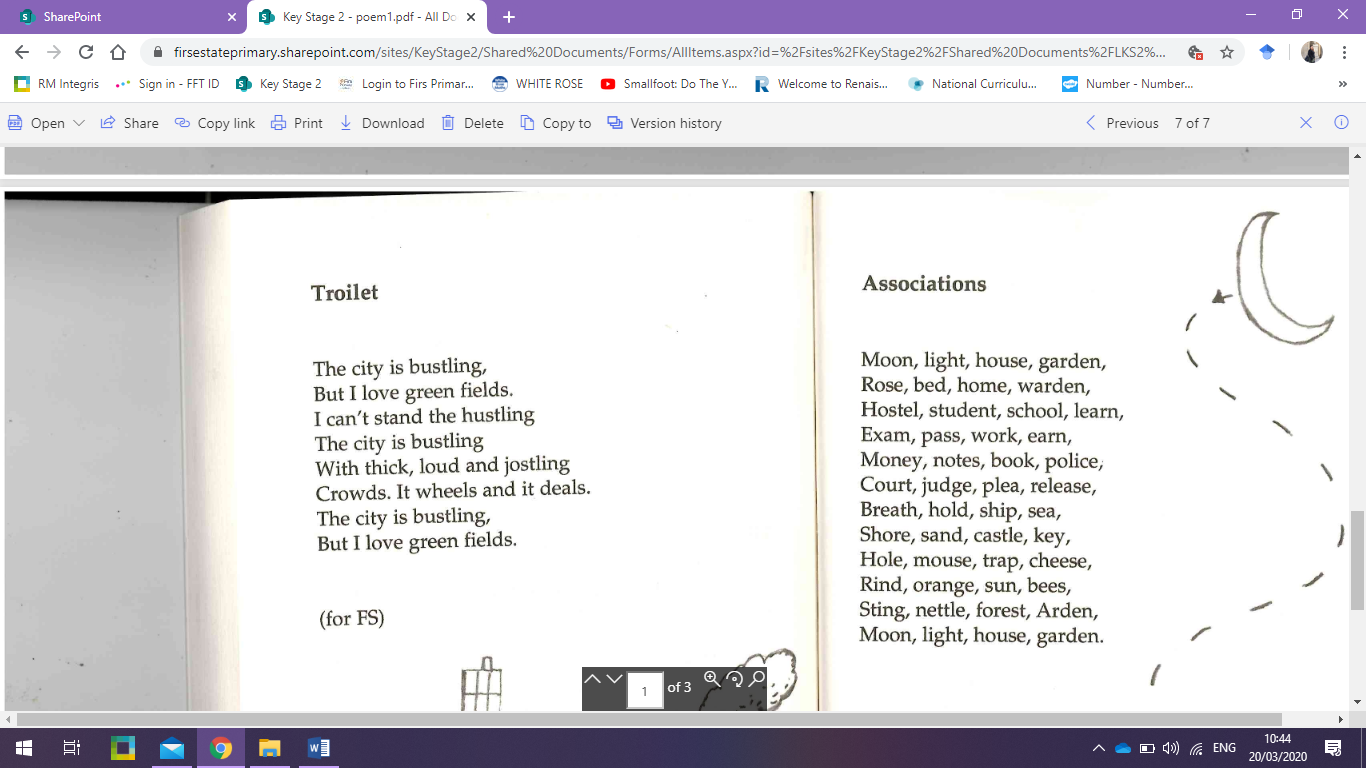 SharePoint
Key Stage 2 - poem1.pdf - All Do
firsestateprimary.sharepoint.com/sites/KeyStage2/Shared%20Documents/Forms/AllItems.aspx?id=%2Fsites%2FKeyStage2%2FShared%20Documents%2FLKS2%...
RM Integris
Sign in - FFT ID
Key Stage 2
Login to Firs Primar...
WHITE ROSE
Smallfoot: Do The Y...
Welcome to Renais...
National Curriculu...
Number - Number...
»
Open
Share
Copy link
Print
Download
Delete
Copy to
Version history
Previous
7 of 7
Troilet
The city is bustling,
But I love green fields.
I can't stand the hustling
The city is bustling
With thick, loud and jostling
Crowds. It wheels and it deals.
The city is bustling,
But I love green fields.
(for FS)
Associations
Moon, light, house, garden,
Rose, bed, home, warden,
Hostel, student, school, learn,
Exam, pass, work, earn,
Money, notes, book, police,
Court, judge, plea, release,
Breath, hold, ship, sea,
Shore, sand, castle, key,
Hole, mouse, trap, cheese,
Rind, orange, sun, bees,
Sting, nettle, forest, Arden,
Moon, light, house, garden.
1 of 3
ENG
10:44
20/03/2020